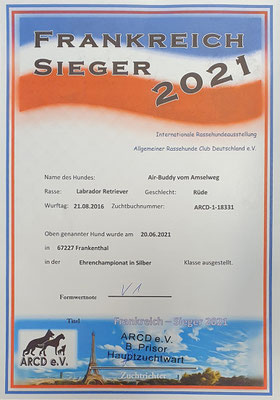 FRANKREICH
SIEGER 2021
Internationale Rassehundeausstellung
Allgemeiner Rassehunde Club Deutschland e.V.
Name des Hundes: Air-Buddy vom Amselweg
Rasse: Labrador Retriever Geschlecht: Rüde
Wurftag: 21.08.2016 Zuchtbuchnummer: ARCD-1-18331
Oben genannter Hund wurde am 20.06.2021
in 67227 Frankenthal
in der Ehrenchampionat in Silber Klasse ausgestellt.
Formwertnote V1
Titel Frankreich – Sieger 2021
ARCD e.V.
B. Prisor
Hauptzuchtwart
Zuchtrichter
ARCD e.V.